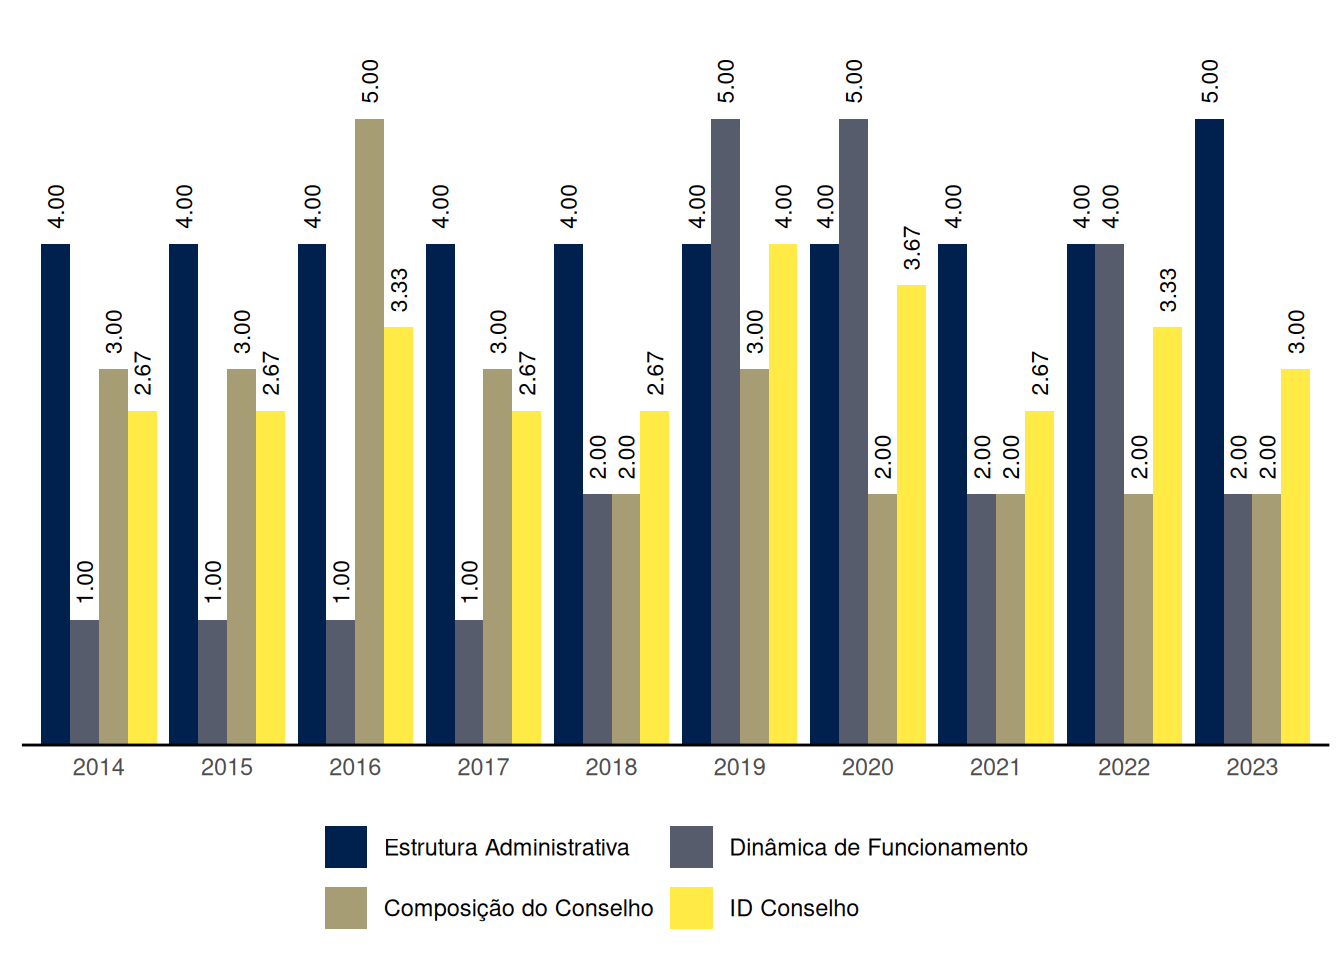 4.00 1.00 3.00 2.67 4.00 1.00 3.00 2.67 4.00 1.00 5.00 3.33 4.00 1.00 3.00 2.67 4.00 2.00 2.00 2.67 4.00 5.00 3.00 4.00 4.00 5.00 2.00 3.67 4.00 2.00 2.00 2.67 4.00 4.00 2.00 3.33 5.00 2.00 2.00 3.00
2014 2015 2016 2017 2018 2019 2020 2021 2022 2023
Estrutura Administrativa Dinâmica de Funcionamento
Composição do Conselho ID Conselho